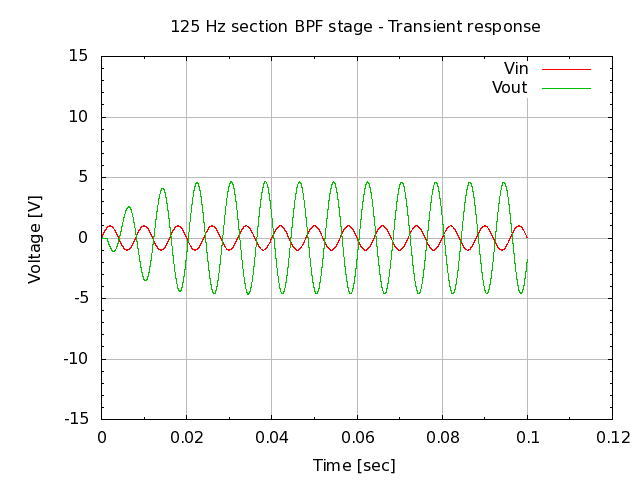 125 Hz section BPF stage - Transient response
15
10
5
0
-5
-10
-15
Voltage [V]
Vin
Vout
0 0.02 0.04 0.06 0.08 0.1 0.12
Time [sec]